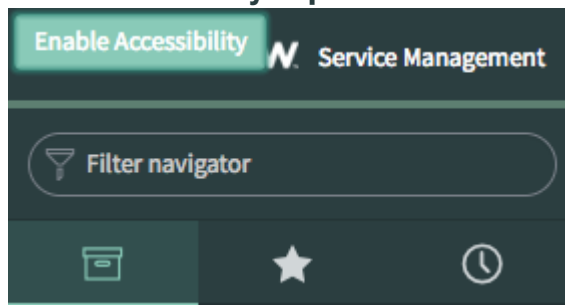 Enable Accessibility
W. Service Management
Filter navigator